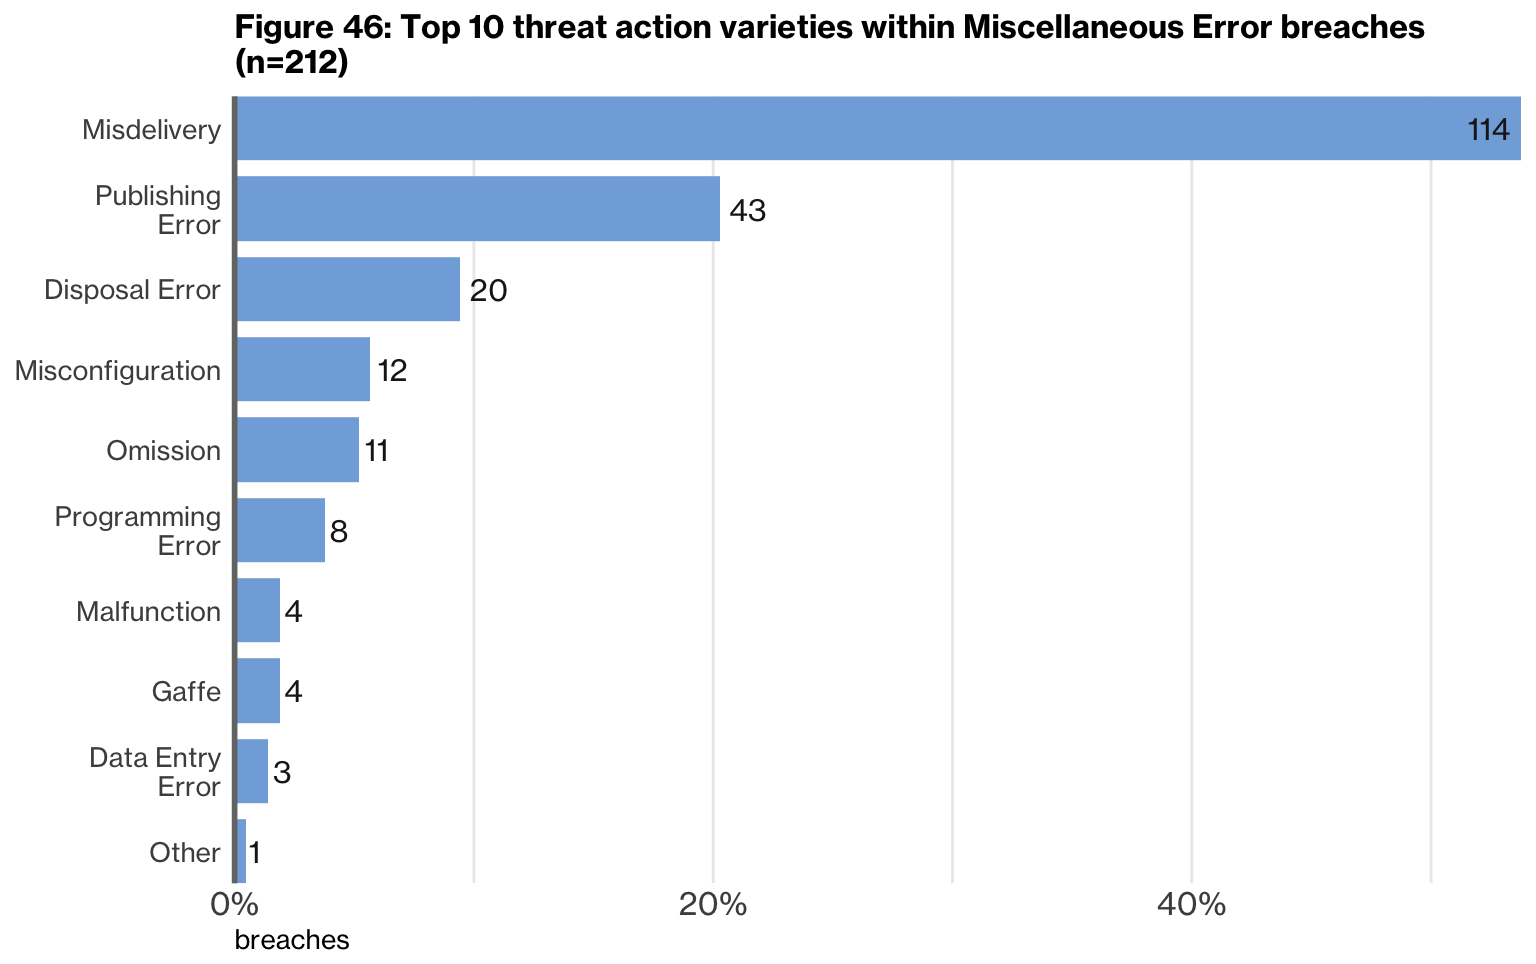 Figure 46: Top 10 threat action varieties within Miscellaneous Error breaches
(n=212)
Misdelivery
114
Publishing
Error
43
Disposal Error
20
Misconfiguration
12
Omission
11
Programming
Error
8
Malfunction
4
Gaffe
4
Data Entry
Error
3
Other
1
0%
20%
40%
breaches